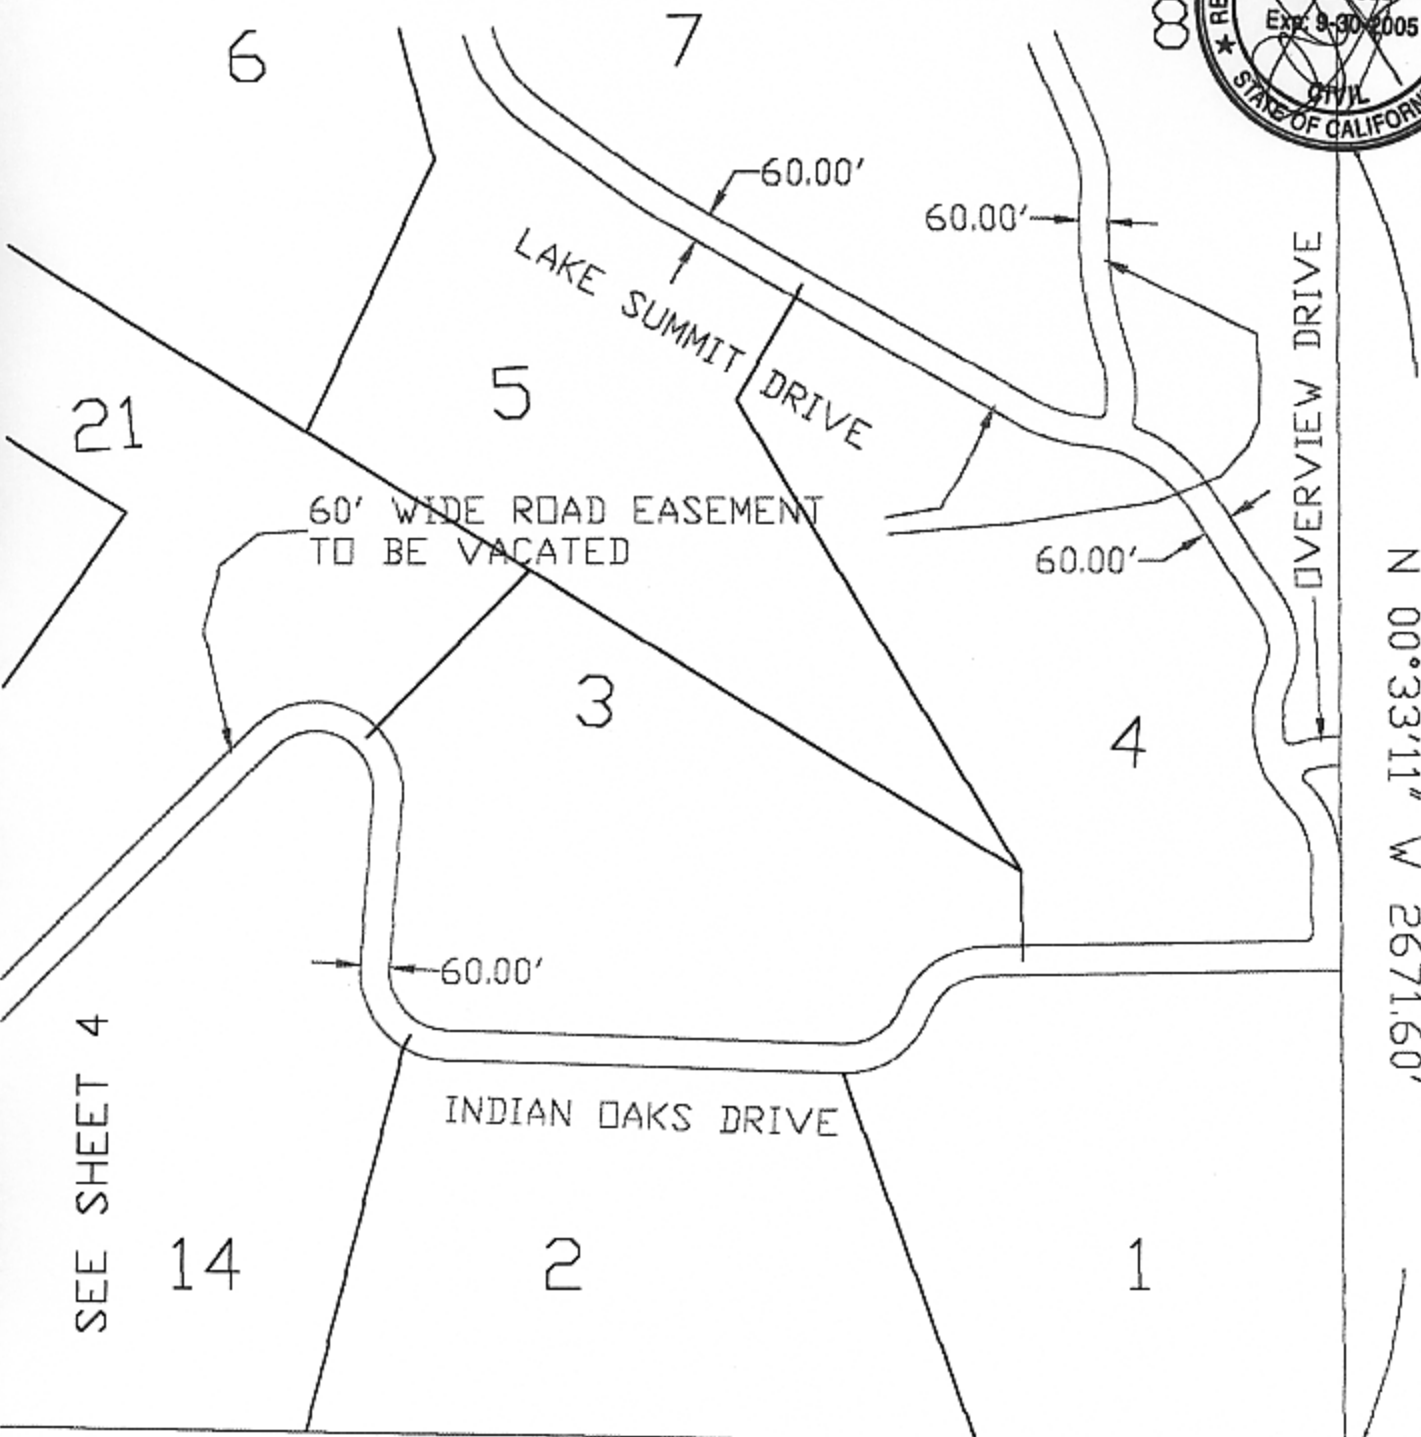 6
7
8
RE
Exp: 9-30-2005
CIVIL
★ STATE OF CALIFORN
60.00'
60.00'
LAKE SUMMIT DRIVE
OVERVIEW DRIVE
5
21
60' WIDE ROAD EASEMENT
TO BE VACATED
60.00'
N 00°33'11" W 2671.60'
3
4
60.00'
SEE SHEET 4
INDIAN OAKS DRIVE
14
2
1